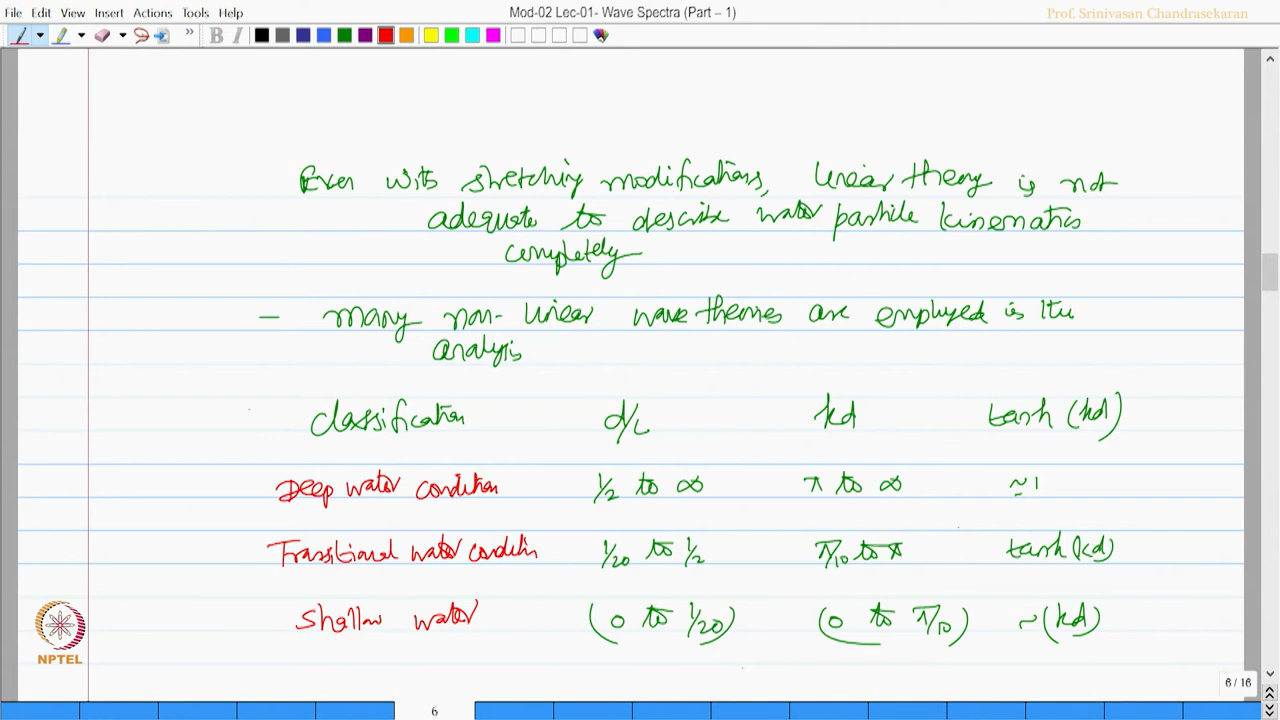 Mod-02 Lec-01- Wave Spectra (Part – 1)
Prof. Srinivasan Chandrasekaran
File Edit View Insert Actions Tools Help
B I
Even with stretching modifications, linear theory is not
adequate to describe water particle kinematics
completely
– many non-linear wave theories are employed in the
analysis
Classification d/L kd tanh (kd)
Deep water condition 1/2 to ∞ π to ∞ ≃1
Transitional water condition 1/20 to 1/2 π/10 to π tanh(kd)
Shallow water (0 to 1/20) (0 to π/10) ~(kd)
NPTEL
6 / 16
6